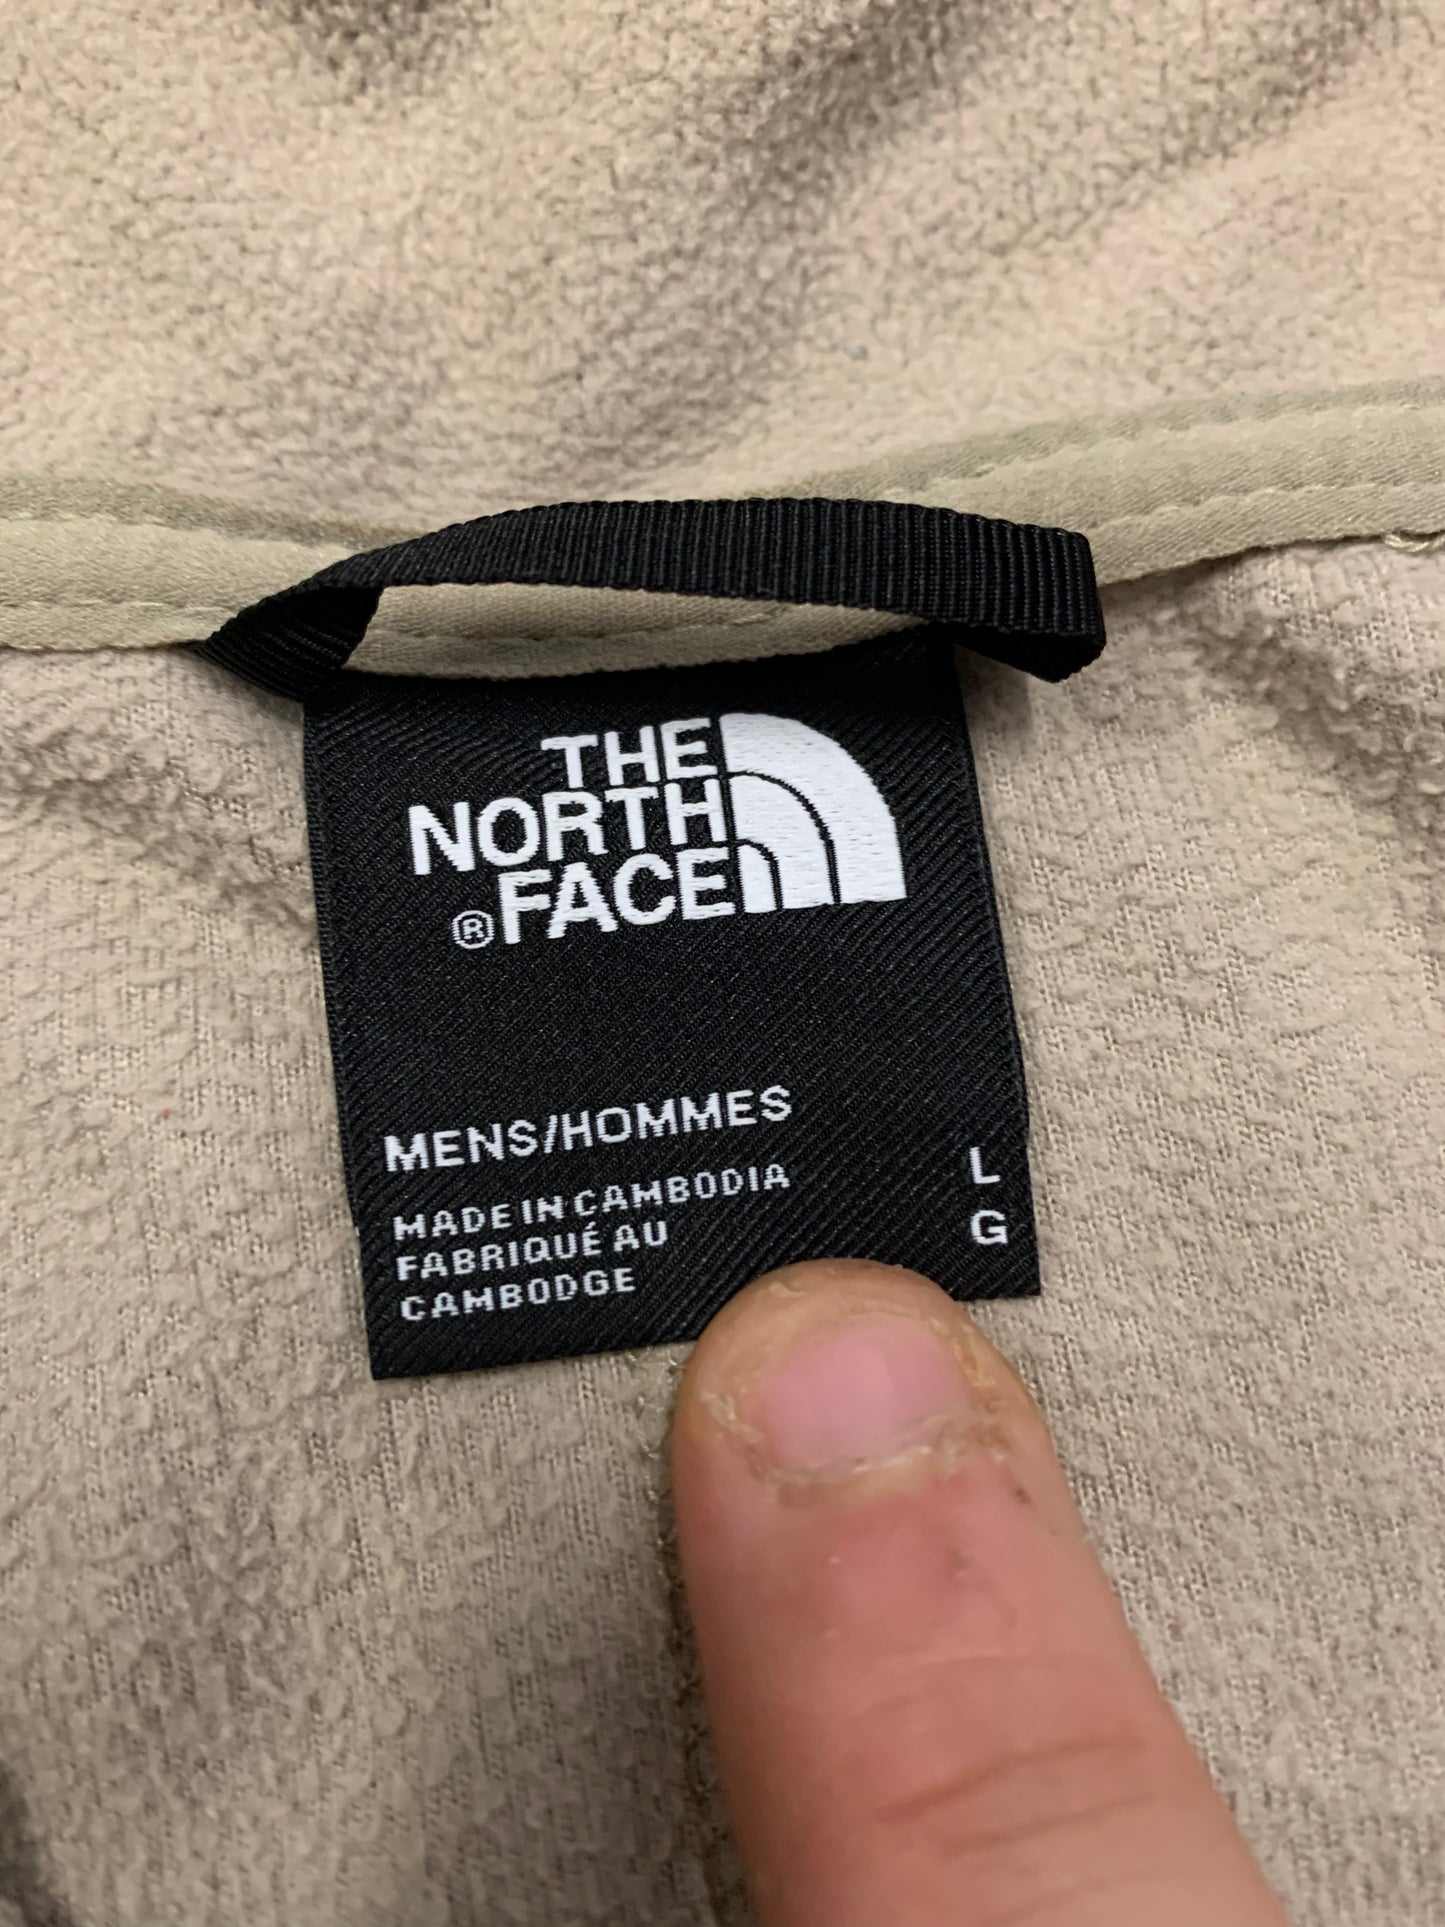 THE
NORTH
® FACE
MENS/HOMMES
MADE IN CAMBODIA
FABRIQUÉ AU
CAMBODGE
L
G